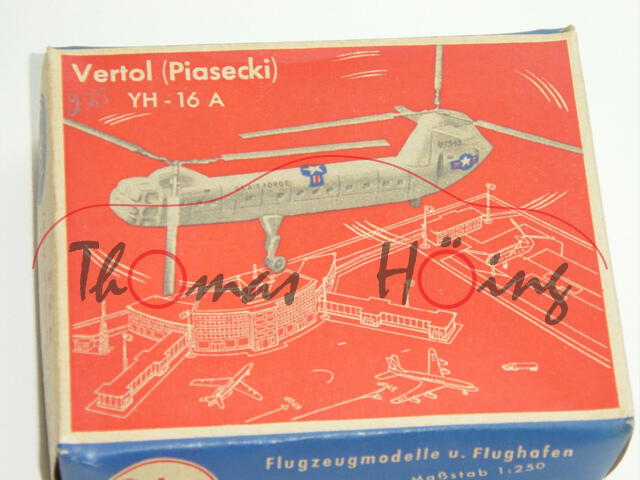 Vertol (Piasecki)
YH - 16 A
U.S. AIR FORCE
Thomas Höing
Flugzeugmodelle u. Flughafen
Maßstab 1:250